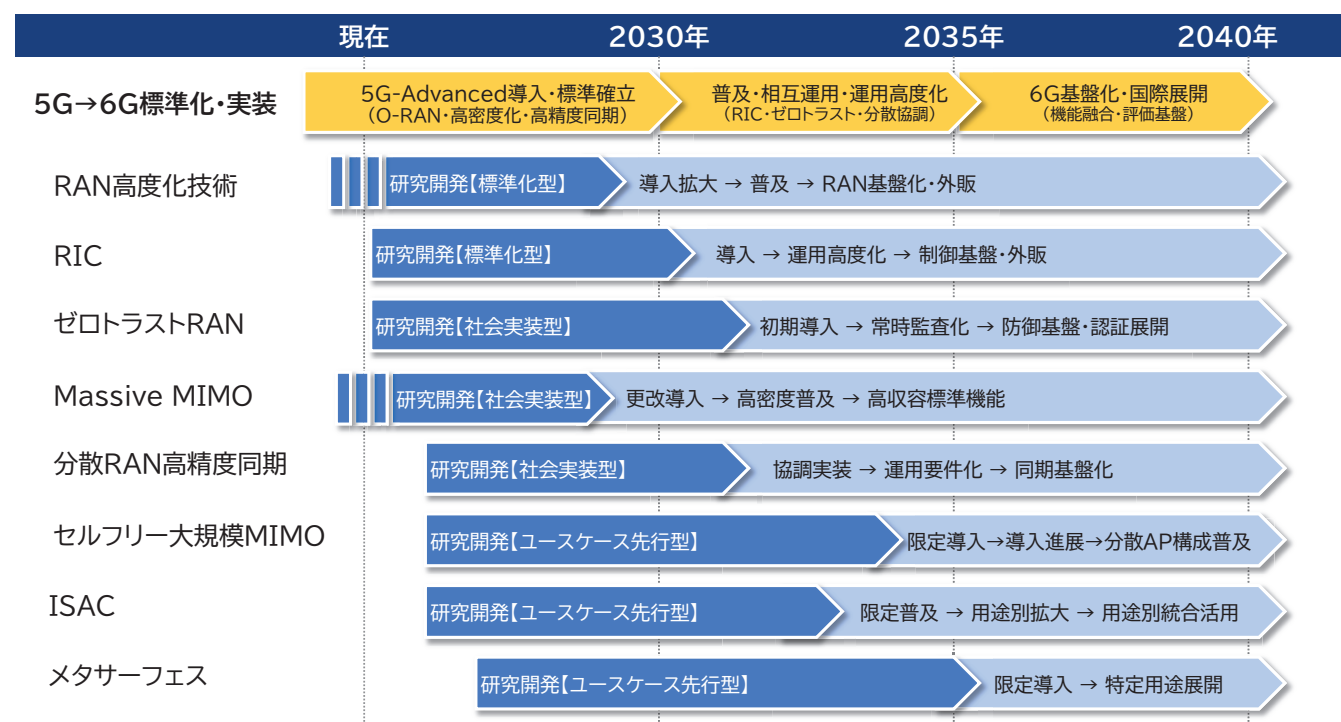 現在 2030年 2035年 2040年
5G→6G標準化・実装
5G-Advanced導入・標準確立
（O-RAN・高密度化・高精度同期）
普及・相互運用・運用高度化
（RIC・ゼロトラスト・分散協調）
6G基盤化・国際展開
（機能融合・評価基盤）
RAN高度化技術
研究開発【標準化型】
導入拡大 → 普及 → RAN基盤化・外販
RIC
研究開発【標準化型】
導入 → 運用高度化 → 制御基盤・外販
ゼロトラストRAN
研究開発【社会実装型】
初期導入 → 常時監査化 → 防御基盤・認証展開
Massive MIMO
研究開発【社会実装型】
更改導入 → 高密度普及 → 高収容標準機能
分散RAN高精度同期
研究開発【社会実装型】
協調実装 → 運用要件化 → 同期基盤化
セルフリー大規模MIMO
研究開発【ユースケース先行型】
限定導入→導入進展→分散AP構成普及
ISAC
研究開発【ユースケース先行型】
限定普及 → 用途別拡大 → 用途別統合活用
メタサーフェス
研究開発【ユースケース先行型】
限定導入 → 特定用途展開